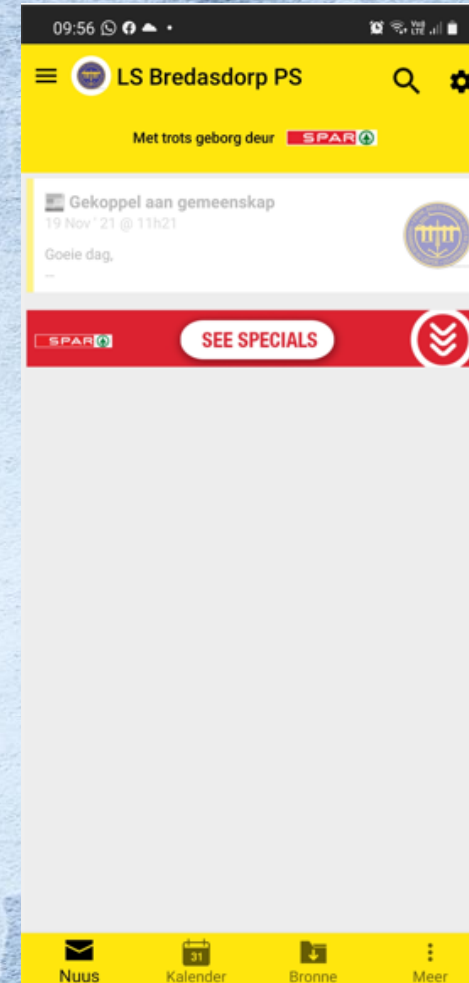 09:56
LS Bredasdorp PS
Met trots geborg deur SPAR
Gekoppel aan gemeenskap
19 Nov ' 21 @ 11h21
Goeie dag,
...
SPAR SEE SPECIALS
31
Nuus Kalender Bronne Meer